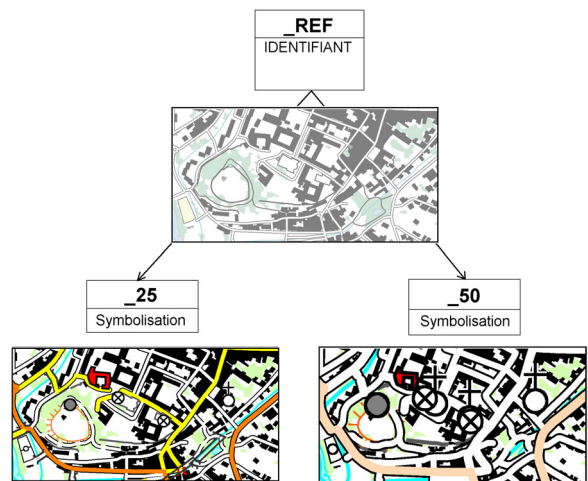 _REF
IDENTIFIANT
_25
Symbolisation
_50
Symbolisation